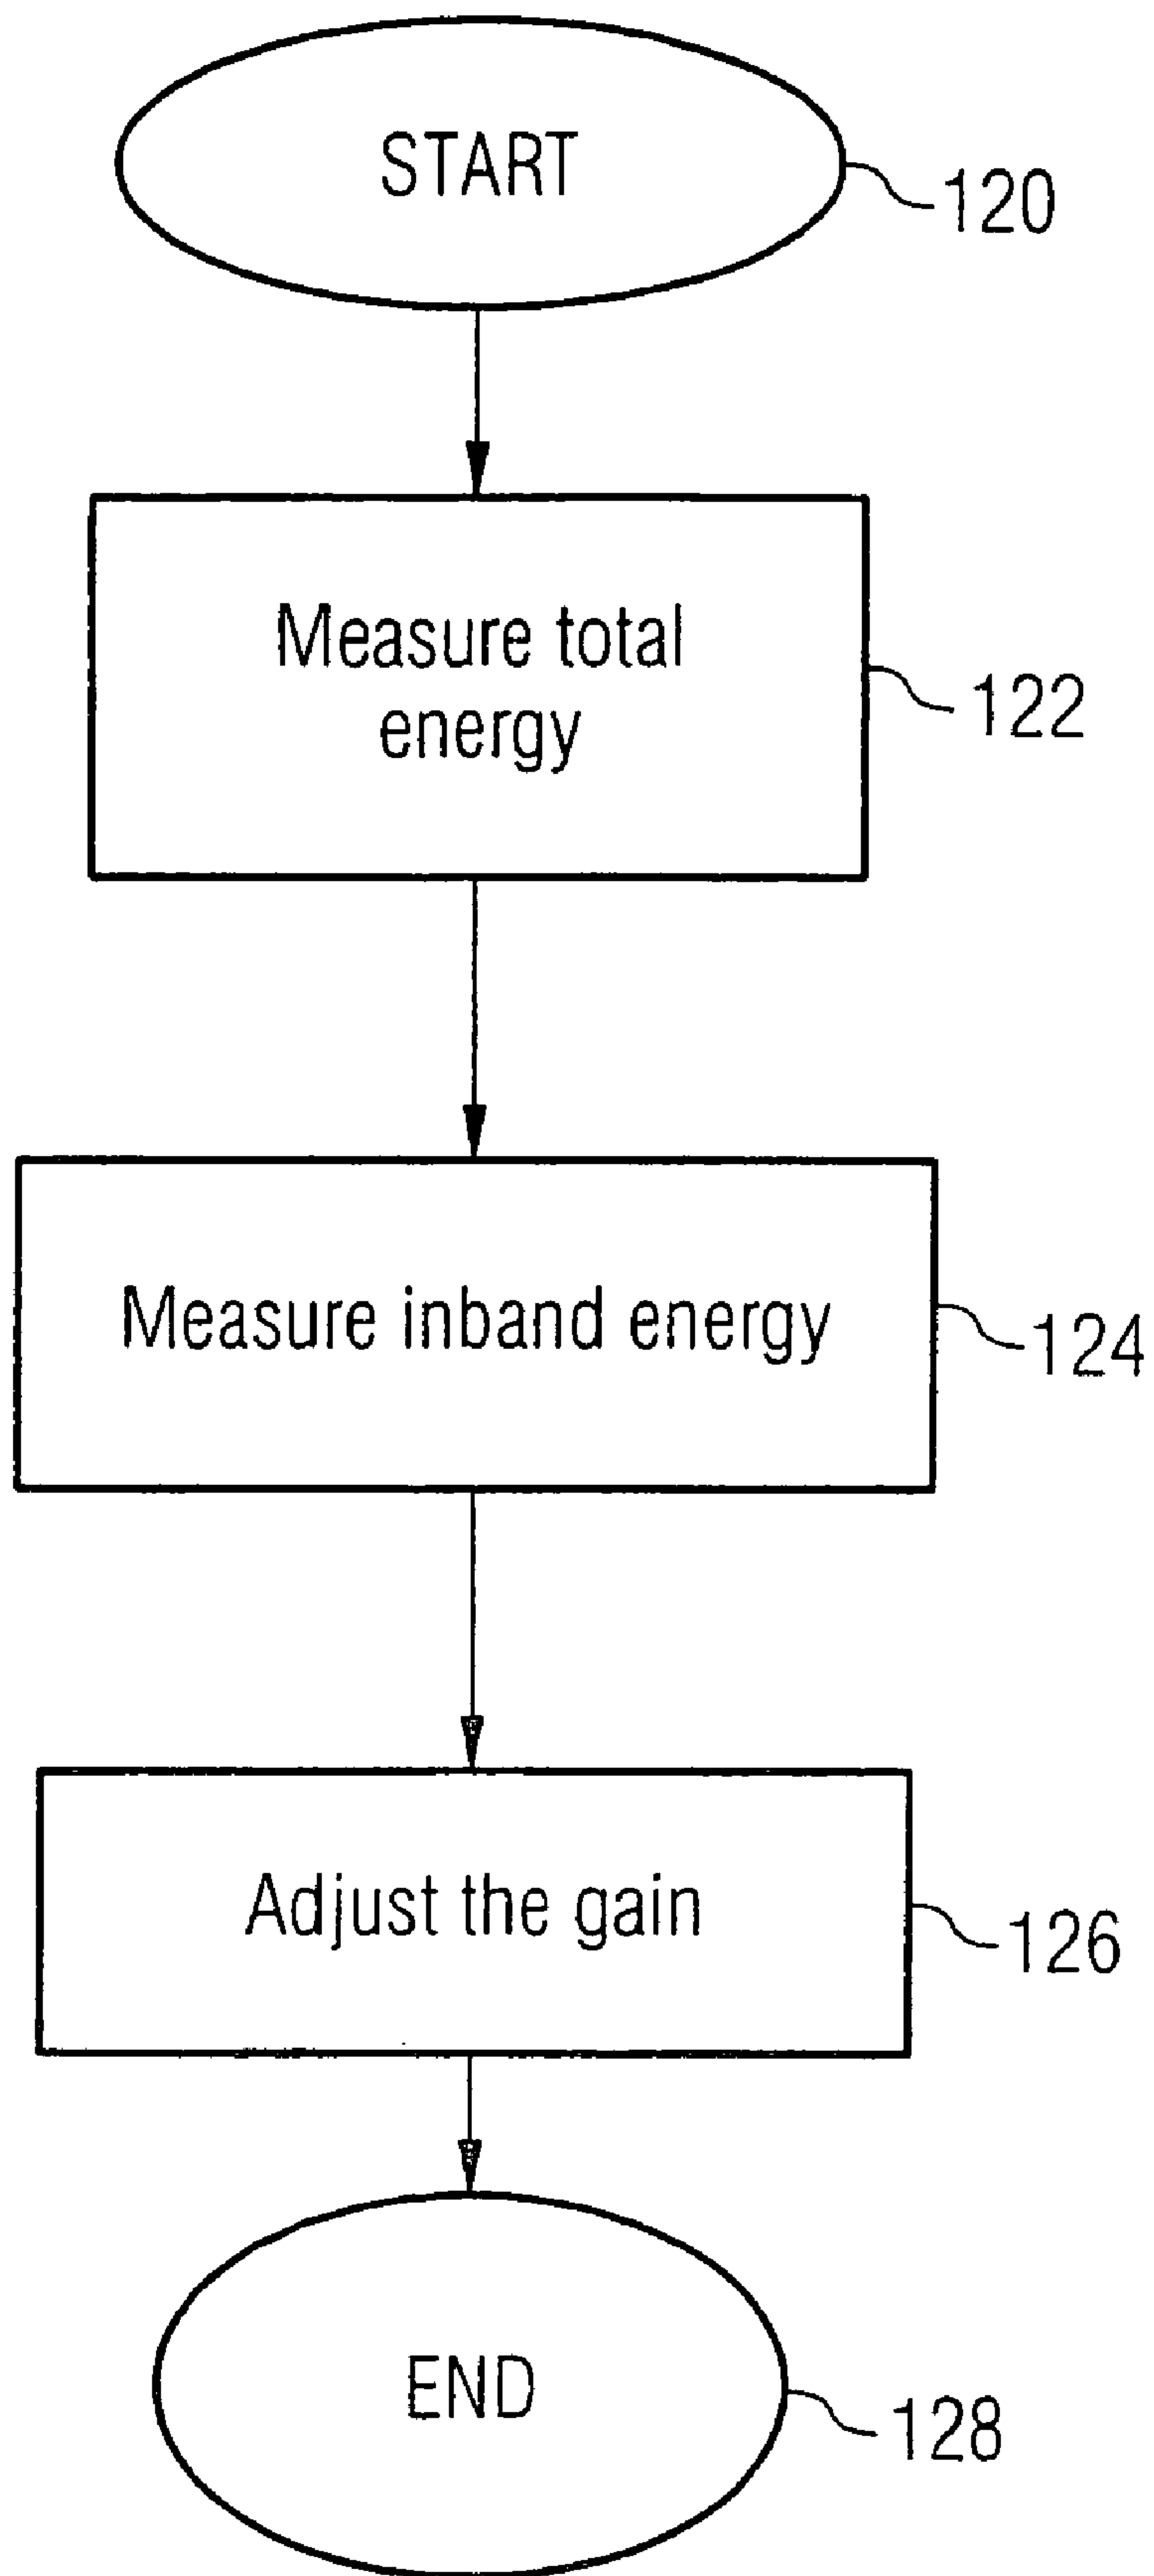 START
120
Measure total
energy
122
Measure inband energy
124
Adjust the gain
126
END
128